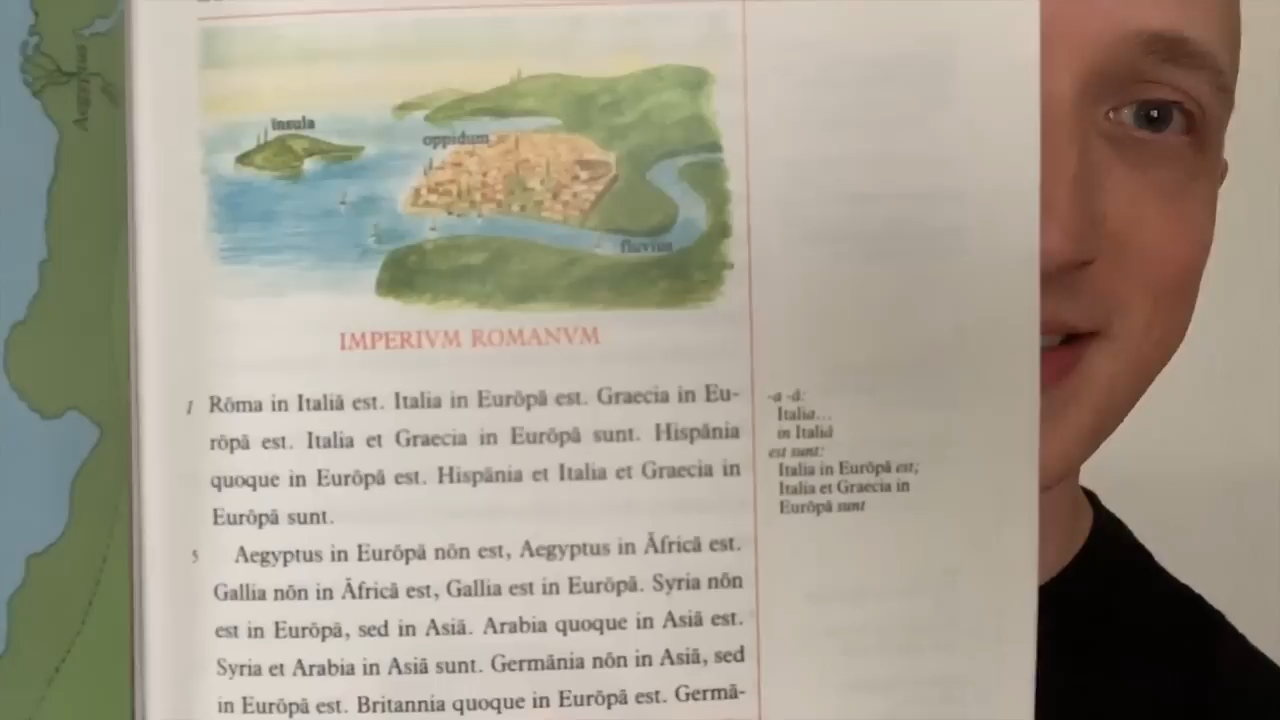 Aegyptus
insula
oppidum
fluvius
IMPERIVM ROMANVM
1 Rōma in Italiā est. Italia in Eurōpā est. Graecia in Eu-
rōpā est. Italia et Graecia in Eurōpā sunt. Hispānia
quoque in Eurōpā est. Hispānia et Italia et Graecia in
Eurōpā sunt.
5 Aegyptus in Eurōpā nōn est, Aegyptus in Āfricā est.
Gallia nōn in Āfricā est, Gallia est in Eurōpā. Syria nōn
est in Eurōpā, sed in Asiā. Arabia quoque in Asiā est.
Syria et Arabia in Asiā sunt. Germānia nōn in Asiā, sed
in Eurōpā est. Britannia quoque in Eurōpā est. Germā-
-a -ā:
Italia...
in Italiā
est sunt:
Italia in Eurōpā est;
Italia et Graecia in
Eurōpā sunt